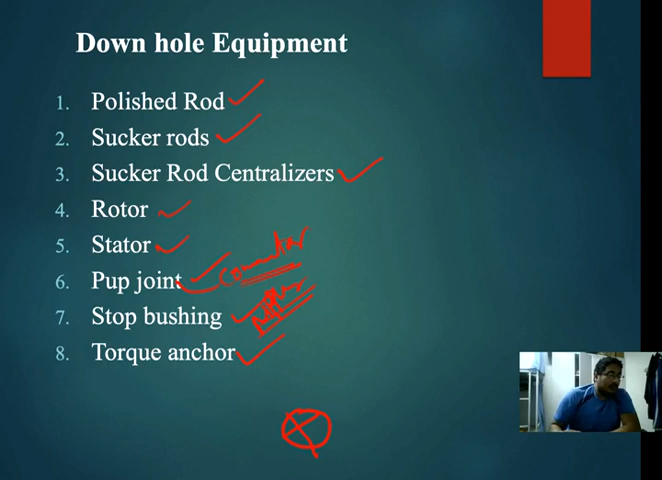 Down hole Equipment
1. Polished Rod
2. Sucker rods
3. Sucker Rod Centralizers
4. Rotor
5. Stator
6. Pup joint
7. Stop bushing
8. Torque anchor